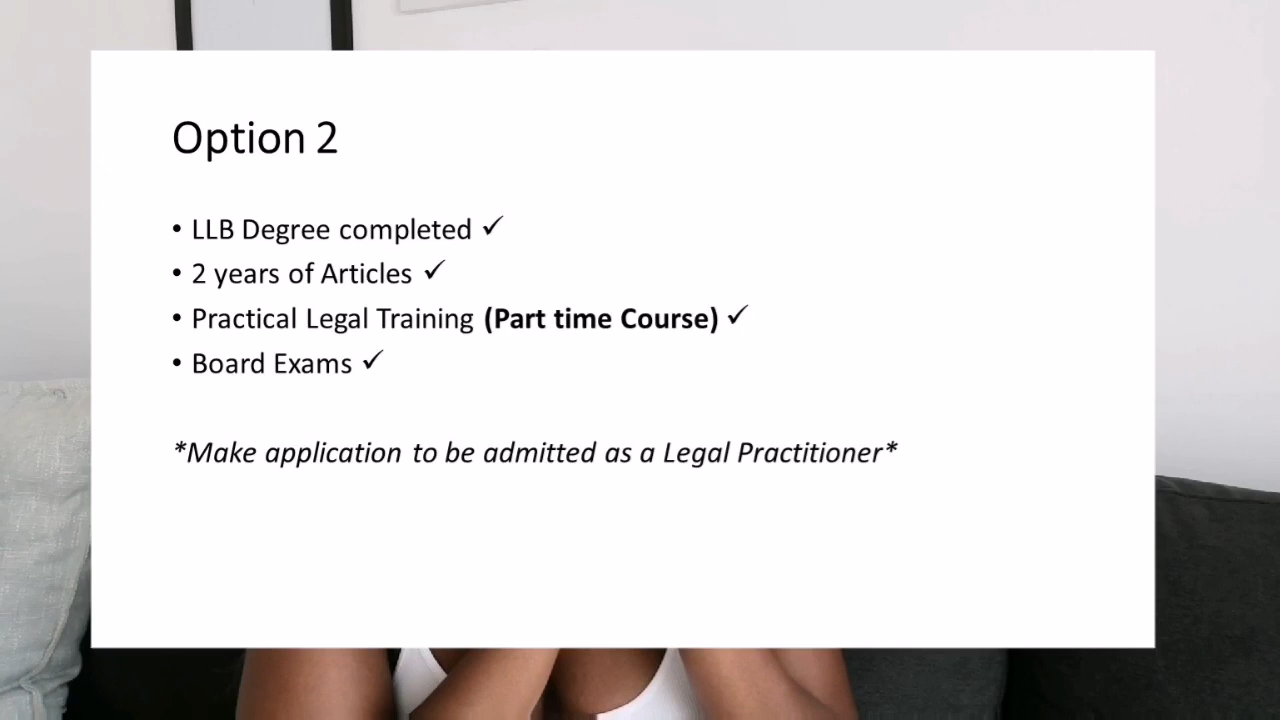 Option 2
• LLB Degree completed ✓
• 2 years of Articles ✓
• Practical Legal Training (Part time Course) ✓
• Board Exams ✓
*Make application to be admitted as a Legal Practitioner*